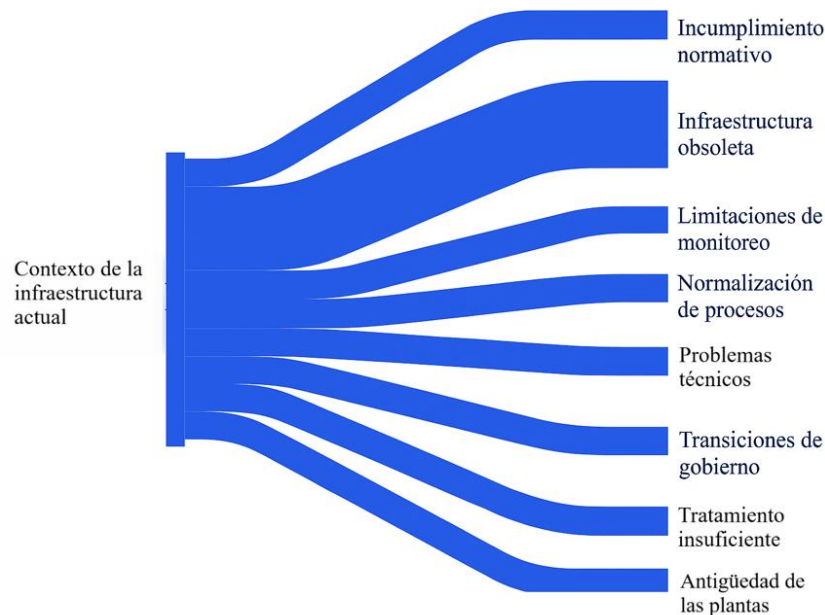 Incumplimiento
normativo
Infraestructura
obsoleta
Limitaciones de
monitoreo
Contexto de la
infraestructura
actual
Normalización
de procesos
Problemas
técnicos
Transiciones de
gobierno
Tratamiento
insuficiente
Antigüedad de
las plantas